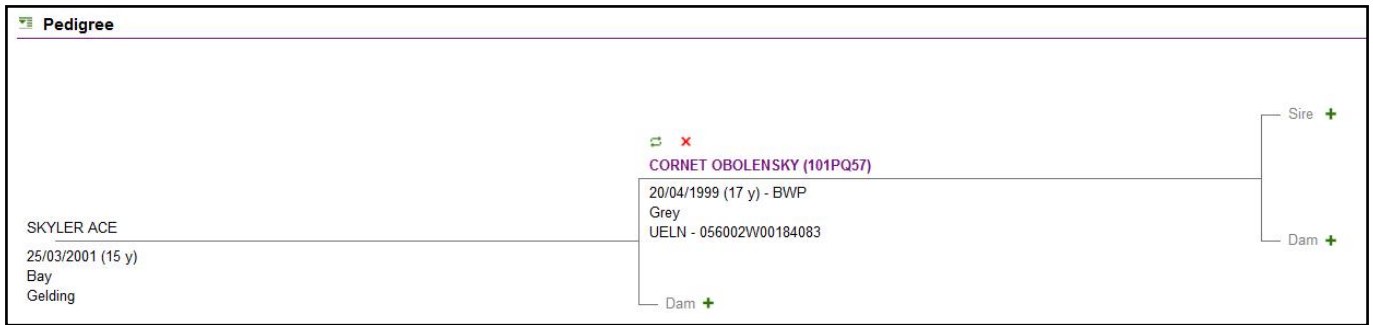 Pedigree
Sire
CORNET OBOLENSKY (101PQ57)
20/04/1999 (17 y) - BWP
Grey
UELN - 056002W00184083
SKYLER ACE
25/03/2001 (15 y)
Bay
Gelding
Dam
Dam